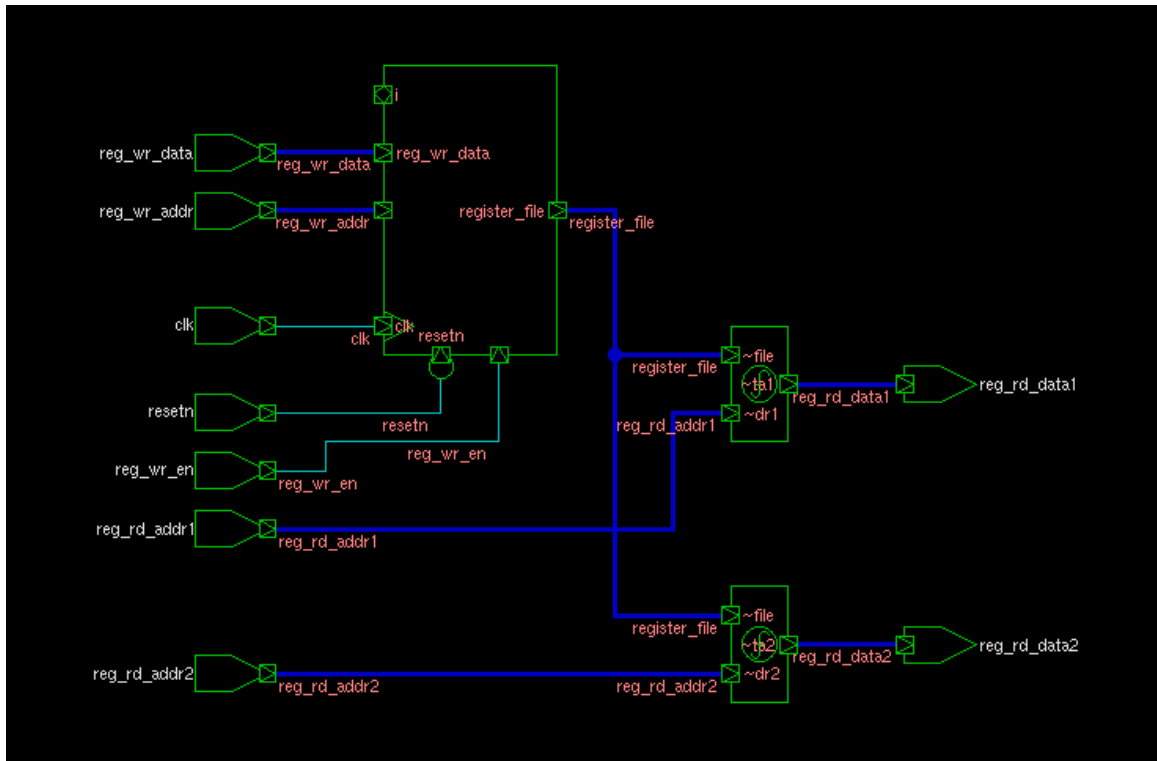 i
reg_wr_data
reg_wr_data
reg_wr_data
reg_wr_addr
reg_wr_addr
register_file
register_file
clk
clk
clk
resetn
~file
register_file
~ta1
reg_rd_data1
reg_rd_data1
resetn
resetn
~dr1
reg_rd_addr1
reg_wr_en
reg_wr_en
reg_wr_en
reg_rd_addr1
reg_rd_addr1
~file
register_file
~ta2
reg_rd_data2
reg_rd_data2
reg_rd_addr2
reg_rd_addr2
reg_rd_addr2
~dr2